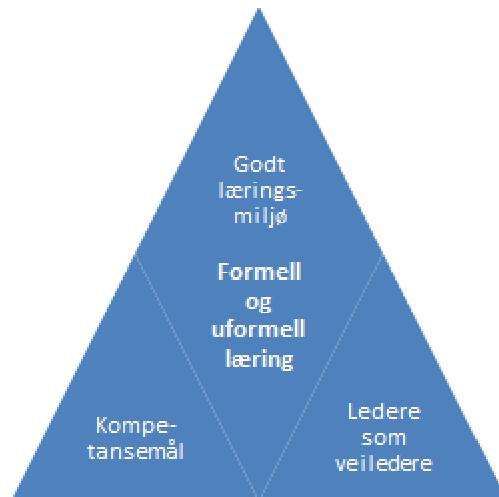 Godt
lærings-
miljø
Formell
og
uformell
læring
Kompe-
tansemål
Ledere
som
veiledere